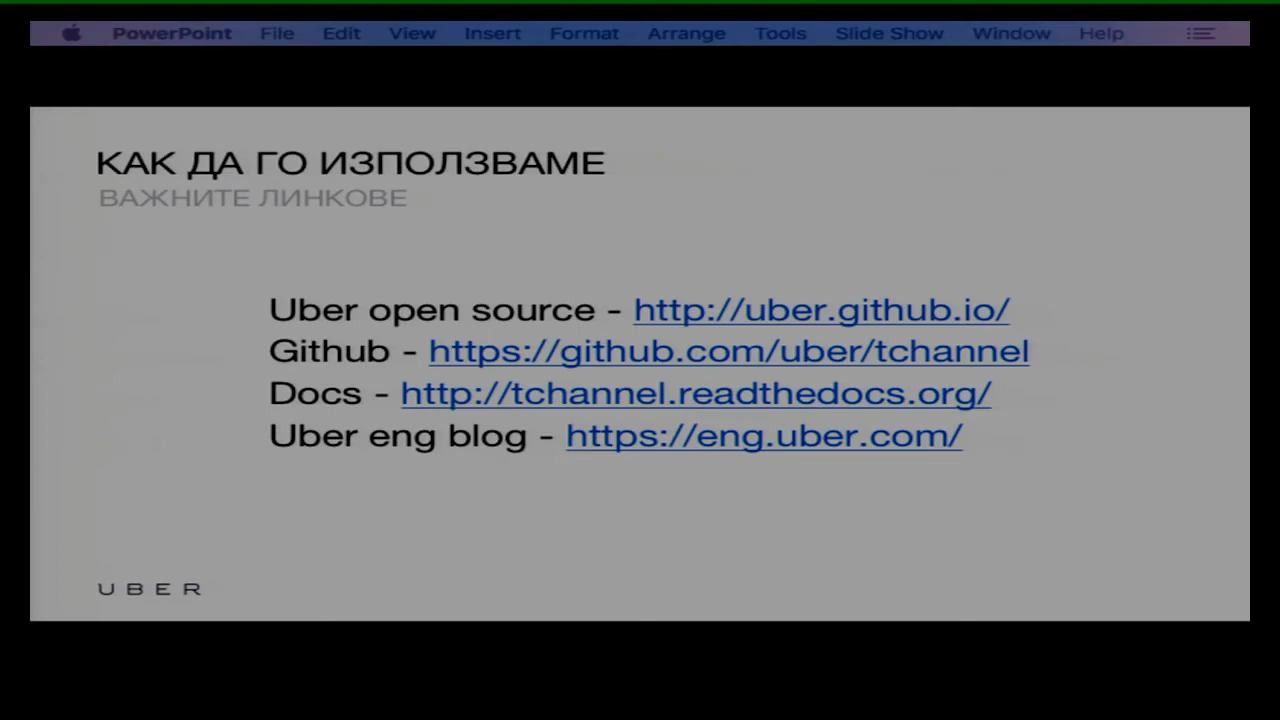 PowerPoint File Edit View Insert Format Arrange Tools Slide Show Window Help
КАК ДА ГО ИЗПОЛЗВАМЕ
ВАЖНИТЕ ЛИНКОВЕ
Uber open source - http://uber.github.io/
Github - https://github.com/uber/tchannel
Docs - http://tchannel.readthedocs.org/
Uber eng blog - https://eng.uber.com/
UBER